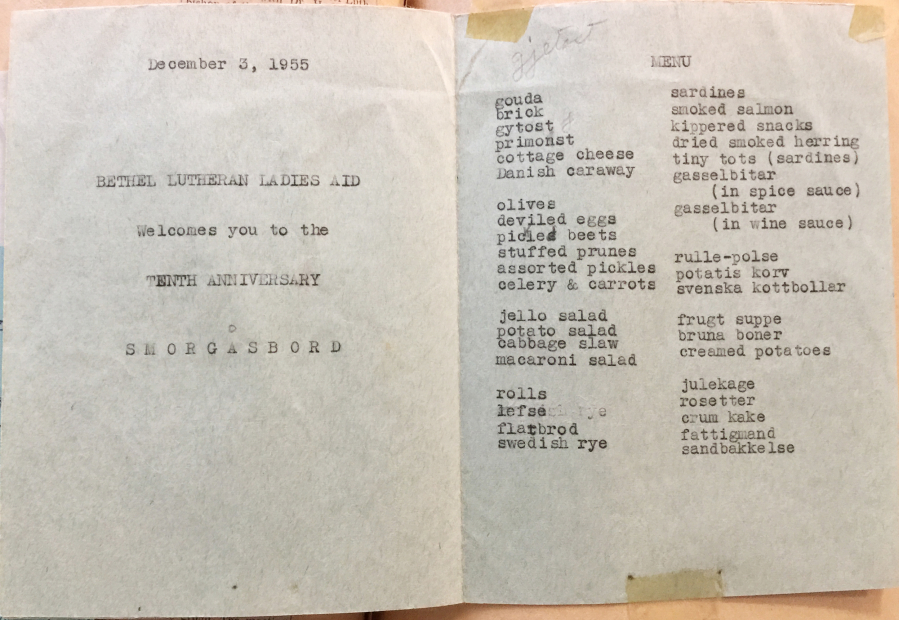 December 3, 1955
BETHEL LUTHERAN LADIES AID
Welcomes you to the
TENTH ANNIVERSARY
SMORGASBORD
gjetost
MENU
gouda
brick
gytost
primonst
cottage cheese
Danish caraway
olives
deviled eggs
pickled beets
stuffed prunes
assorted pickles
celery & carrots
jello salad
potato salad
cabbage slaw
macaroni salad
rolls
lefse
flatbrod
swedish rye
sardines
smoked salmon
kippered snacks
dried smoked herring
tiny tots (sardines)
gasselbitar
(in spice sauce)
gasselbitar
(in wine sauce)
rulle-polse
potatis korv
svenska kottbollar
frugt suppe
bruna boner
creamed potatoes
julekage
rosetter
crum kake
fattigmand
sandbakkelse